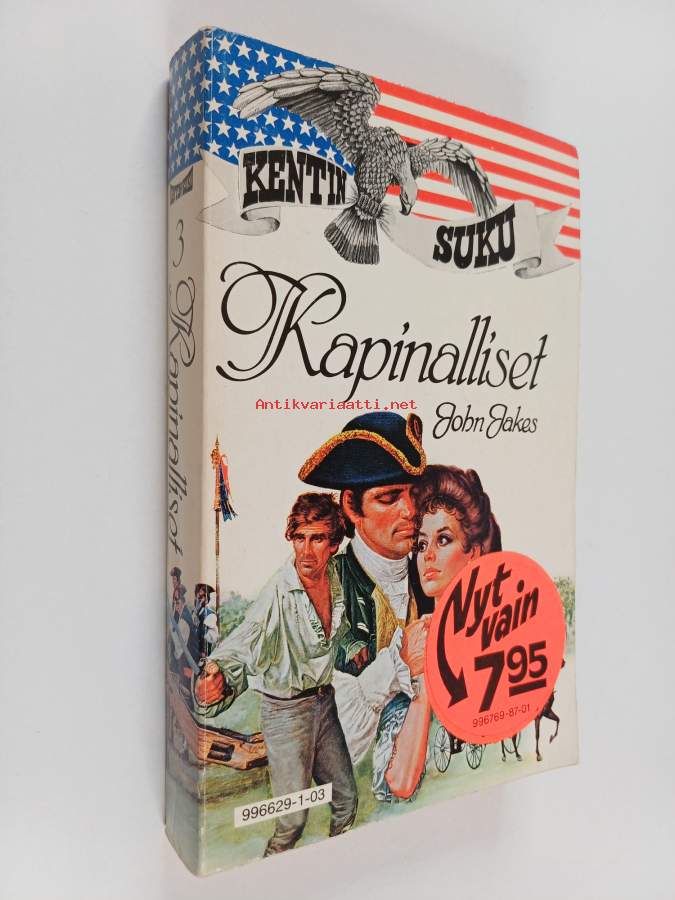 KENTIN
SUKU
Kapinalliset
John Jakes
Antikvariaatti.net
Nyt
vain
7 95
996769-87-01
996629-1-03
3
Kapinalliset